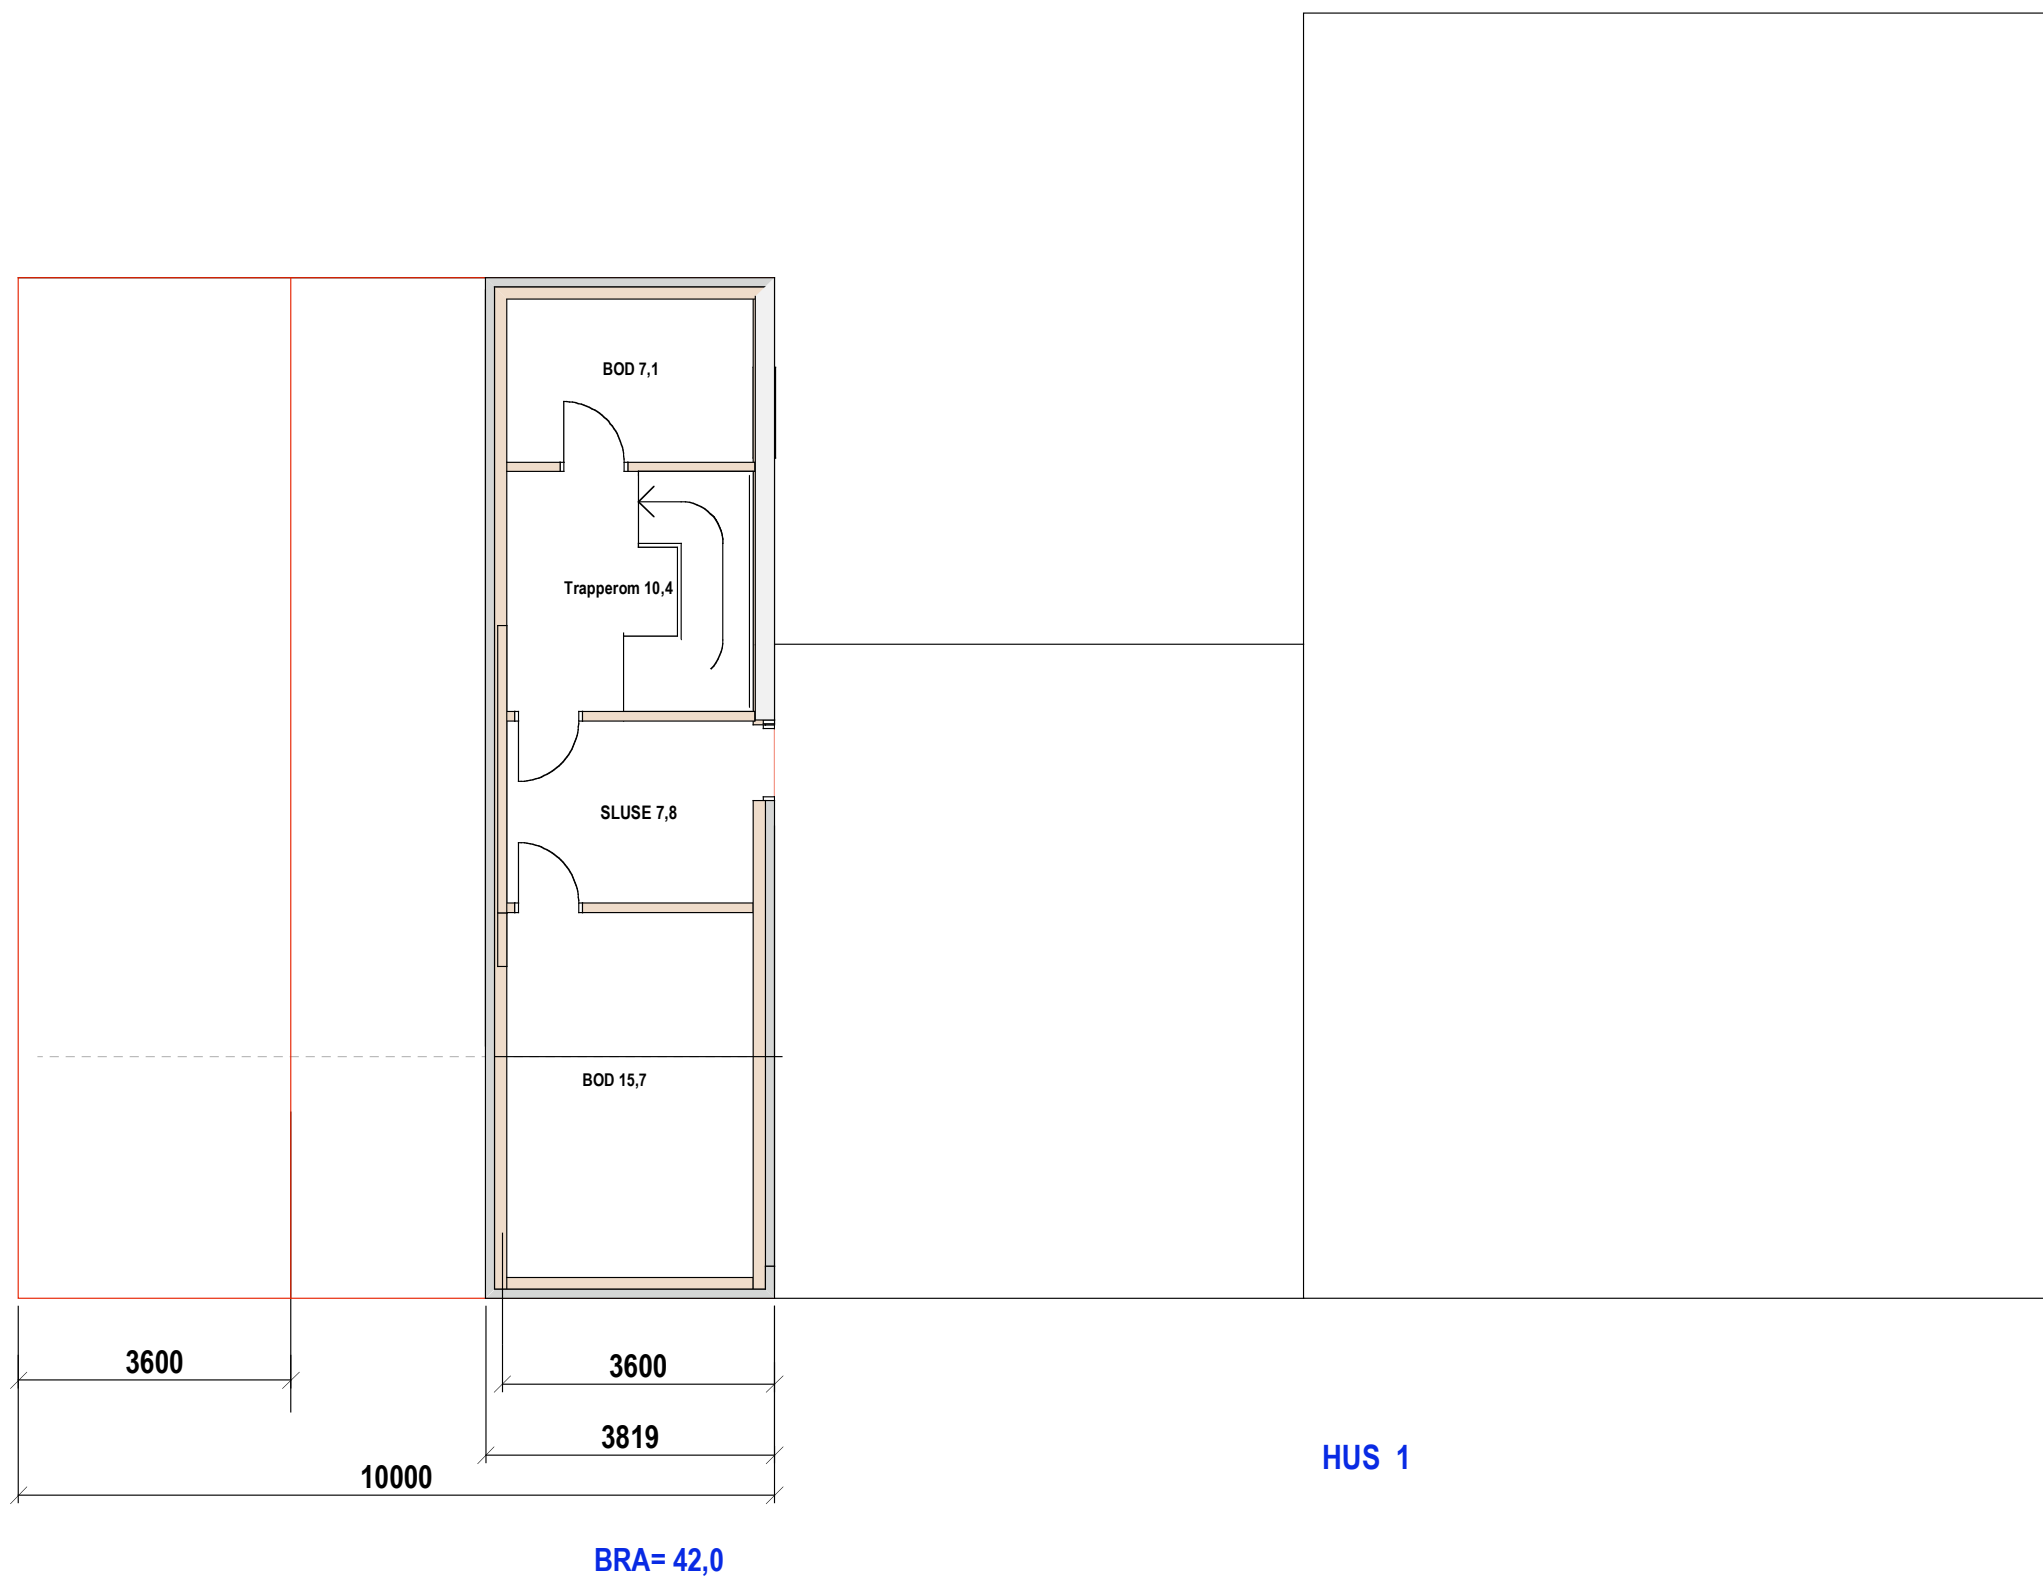 BOD 7,1
Trapperom 10,4
SLUSE 7,8
BOD 15,7
3600
3600
3819
10000
HUS 1
BRA= 42,0